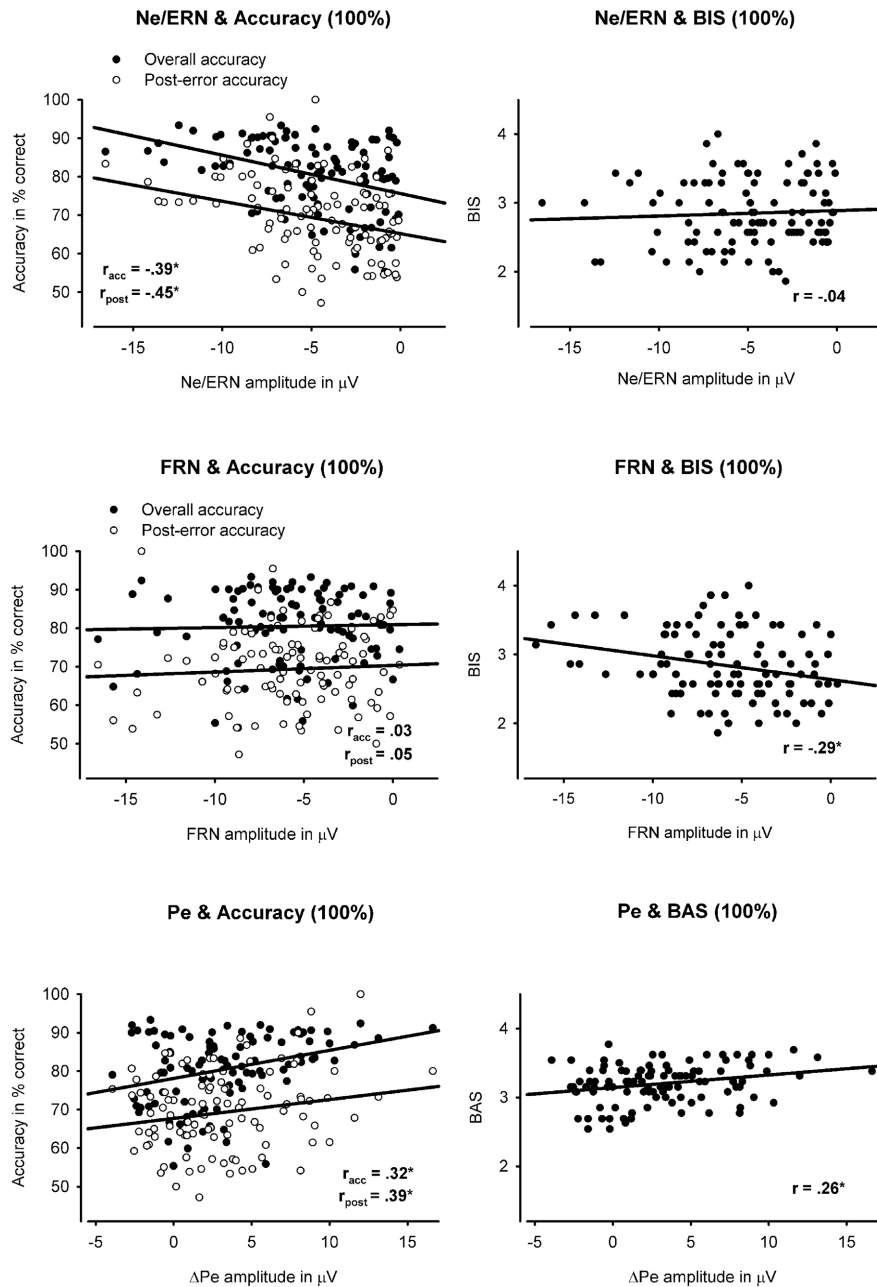 Ne/ERN & Accuracy (100%)
Overall accuracy
Post-error accuracy
100
90
80
70
60
50
Accuracy in % correct
r_acc = -.39*
r_post = -.45*
-15 -10 -5 0
Ne/ERN amplitude in μV
Ne/ERN & BIS (100%)
4
3
2
BIS
r = -.04
-15 -10 -5 0
Ne/ERN amplitude in μV
FRN & Accuracy (100%)
Overall accuracy
Post-error accuracy
100
90
80
70
60
50
Accuracy in % correct
r_acc = .03
r_post = .05
-15 -10 -5 0
FRN amplitude in μV
FRN & BIS (100%)
4
3
2
BIS
r = -.29*
-15 -10 -5 0
FRN amplitude in μV
Pe & Accuracy (100%)
100
90
80
70
60
50
Accuracy in % correct
r_acc = .32*
r_post = .39*
-5 0 5 10 15
ΔPe amplitude in μV
Pe & BAS (100%)
4
3
2
BAS
r = .26*
-5 0 5 10 15
ΔPe amplitude in μV